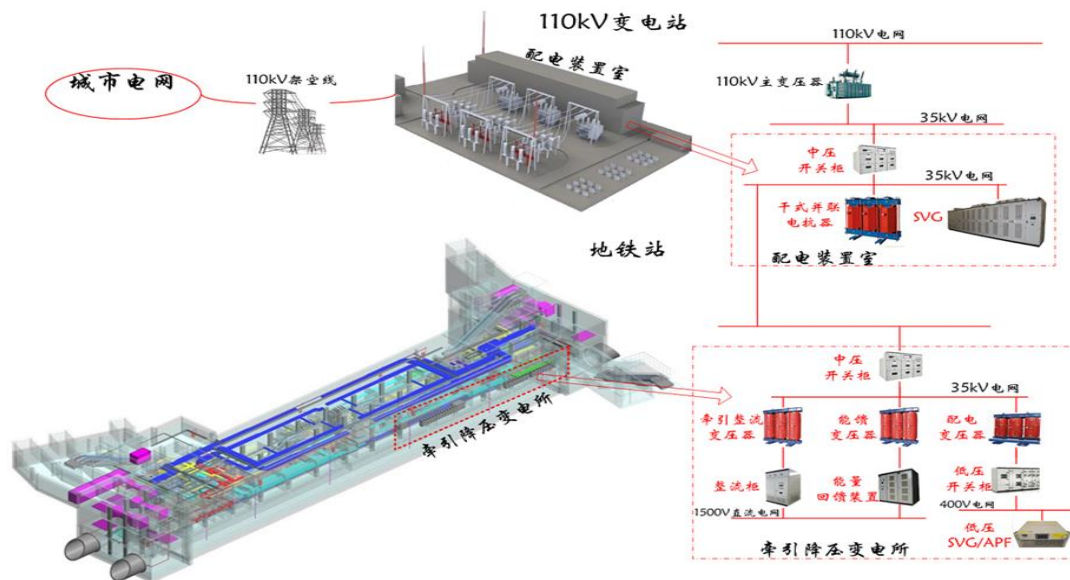 110kV变电站
城市电网
110kV架空线
配电装置室
110kV电网
110kV主变压器
35kV电网
中压
开关柜
35kV电网
干式并联
电抗器
SVG
配电装置室
地铁站
牵引降压变电所
中压
开关柜
35kV电网
牵引整流
变压器
能馈
变压器
配电
变压器
整流柜
能量
回馈装置
低压
开关柜
1500V直流电网
400V电网
低压
SVG/APF
牵引降压变电所